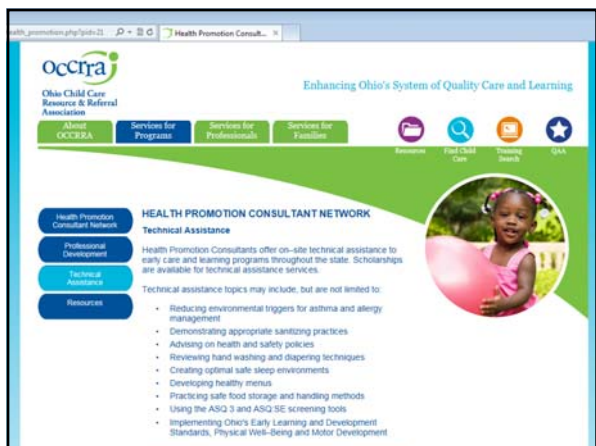 ealth_promotion.php?pid=21
Health Promotion Consult...
occrra
Ohio Child Care
Resource & Referral
Association
Enhancing Ohio's System of Quality Care and Learning
About
OCCRRA
Services for
Programs
Services for
Professionals
Services for
Families
Resources
Find Child
Care
Training
Search
QAA
Health Promotion
Consultant Network
Professional
Development
Technical
Assistance
Resources
HEALTH PROMOTION CONSULTANT NETWORK
Technical Assistance
Health Promotion Consultants offer on–site technical assistance to
early care and learning programs throughout the state. Scholarships
are available for technical assistance services.
Technical assistance topics may include, but are not limited to:
• Reducing environmental triggers for asthma and allergy
management
• Demonstrating appropriate sanitizing practices
• Advising on health and safety policies
• Reviewing hand washing and diapering techniques
• Creating optimal safe sleep environments
• Developing healthy menus
• Practicing safe food storage and handling methods
• Using the ASQ 3 and ASQ:SE screening tools
• Implementing Ohio's Early Learning and Development
Standards, Physical Well–Being and Motor Development